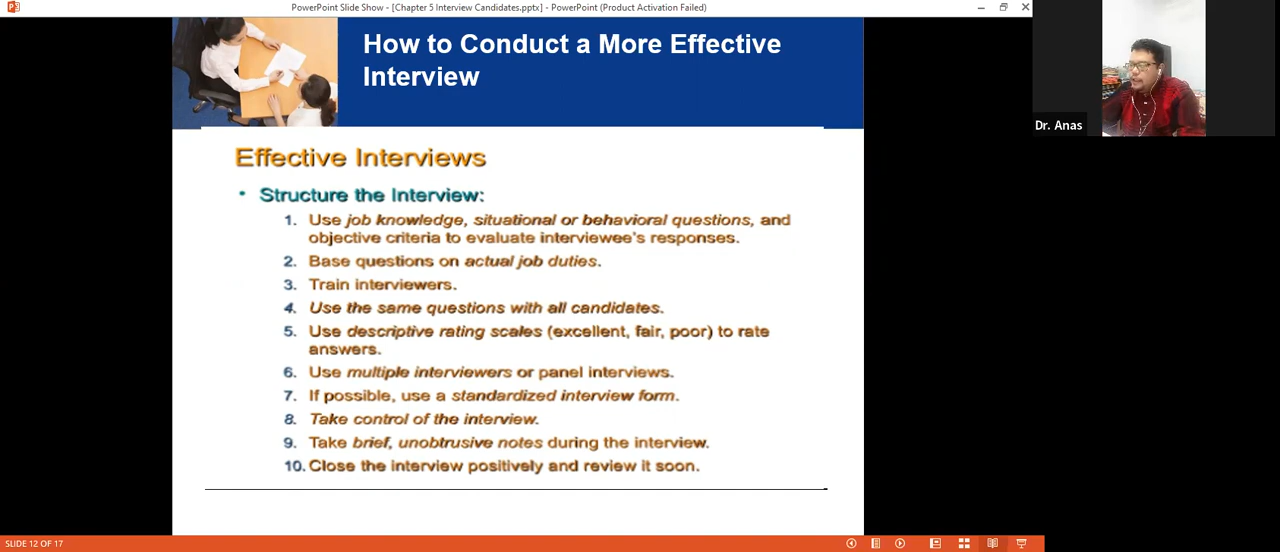 PowerPoint Slide Show - [Chapter 5 Interview Candidates.pptx] - PowerPoint (Product Activation Failed)
How to Conduct a More Effective
Interview
Dr. Anas
Effective Interviews
• Structure the Interview:
1. Use job knowledge, situational or behavioral questions, and
objective criteria to evaluate interviewee's responses.
2. Base questions on actual job duties.
3. Train interviewers.
4. Use the same questions with all candidates.
5. Use descriptive rating scales (excellent, fair, poor) to rate
answers.
6. Use multiple interviewers or panel interviews.
7. If possible, use a standardized interview form.
8. Take control of the interview.
9. Take brief, unobtrusive notes during the interview.
10. Close the interview positively and review it soon.
SLIDE 12 OF 17